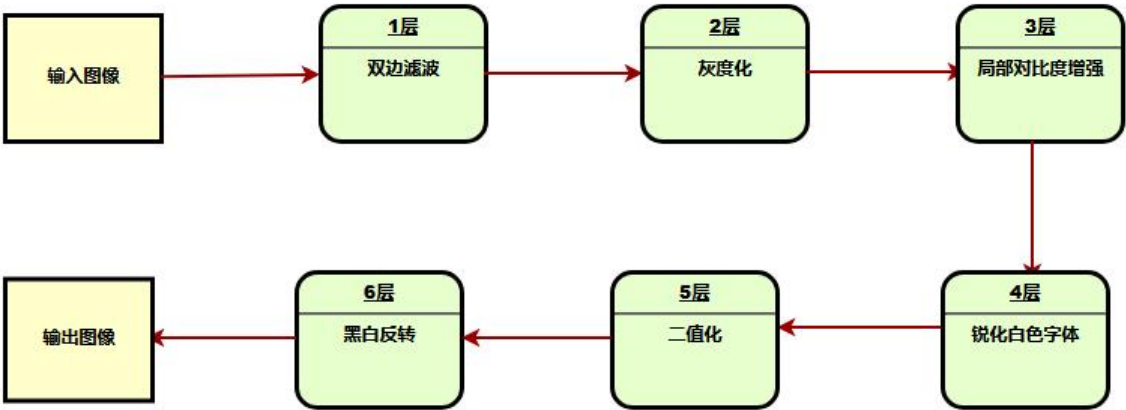 输入图像
1层
双边滤波
2层
灰度化
3层
局部对比度增强
4层
锐化白色字体
5层
二值化
6层
黑白反转
输出图像